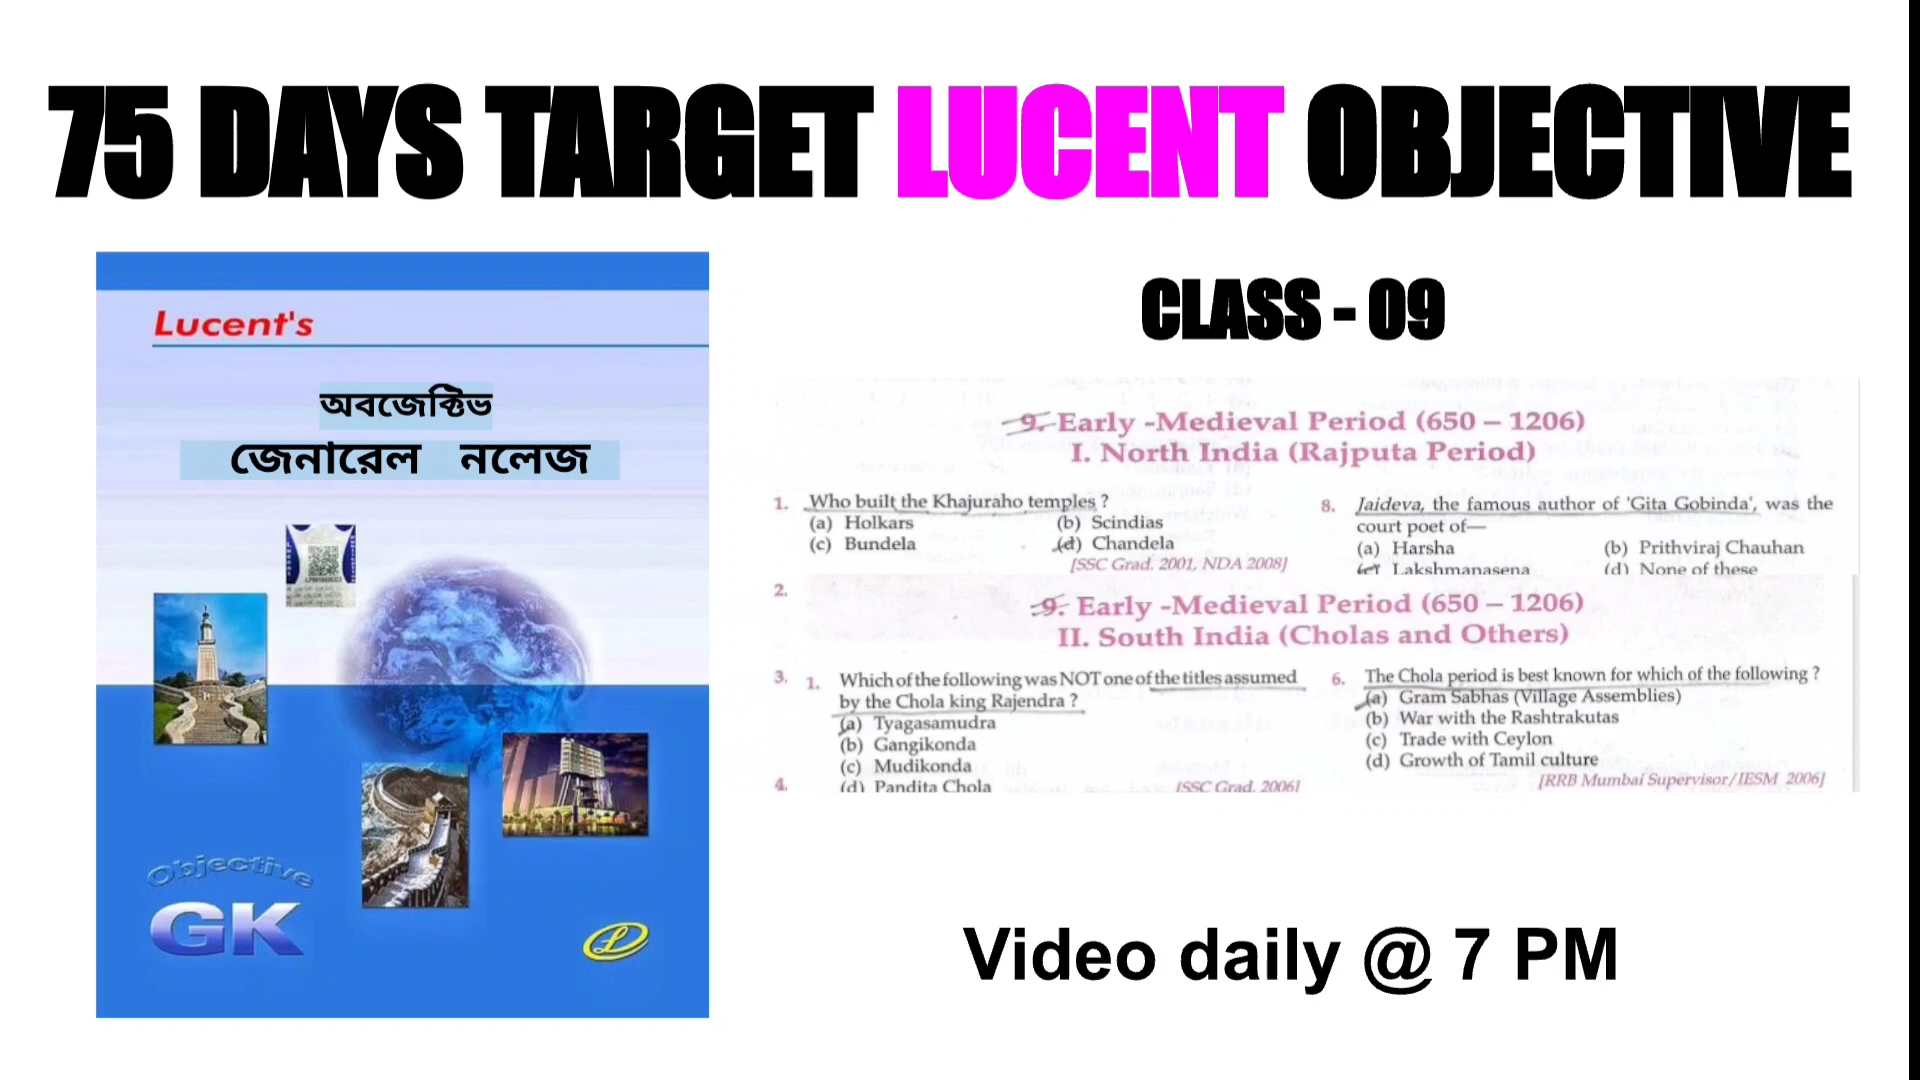 75 DAYS TARGET LUCENT OBJECTIVE
Lucent's
অবজেক্টিভ
জেনারেল নলেজ
Objective
GK
CLASS - 09
9. Early -Medieval Period (650 – 1206)
I. North India (Rajputa Period)
1. Who built the Khajuraho temples ?
(a) Holkars (b) Scindias
(c) Bundela (d) Chandela
[SSC Grad. 2001, NDA 2008]
8. Jaideva, the famous author of 'Gita Gobinda', was the
court poet of—
(a) Harsha (b) Prithviraj Chauhan
Lakshmanasena (d) None of these
2.
9. Early -Medieval Period (650 – 1206)
II. South India (Cholas and Others)
3.
1. Which of the following was NOT one of the titles assumed
by the Chola king Rajendra ?
(a) Tyagasamudra
(b) Gangikonda
(c) Mudikonda
4.
(d) Pandita Chola [SSC Grad. 2006]
6. The Chola period is best known for which of the following ?
(a) Gram Sabhas (Village Assemblies)
(b) War with the Rashtrakutas
(c) Trade with Ceylon
(d) Growth of Tamil culture
[RRB Mumbai Supervisor/IESM 2006]
Video daily @ 7 PM